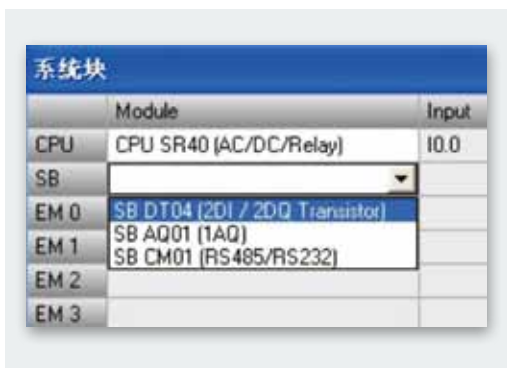 系统块
Module Input
CPU CPU SR40 (AC/DC/Relay) I0.0
SB
EM 0 SB DT04 (2DI / 2DQ Transistor)
EM 1 SB AQ01 (1AQ)
SB CM01 (RS485/RS232)
EM 2
EM 3